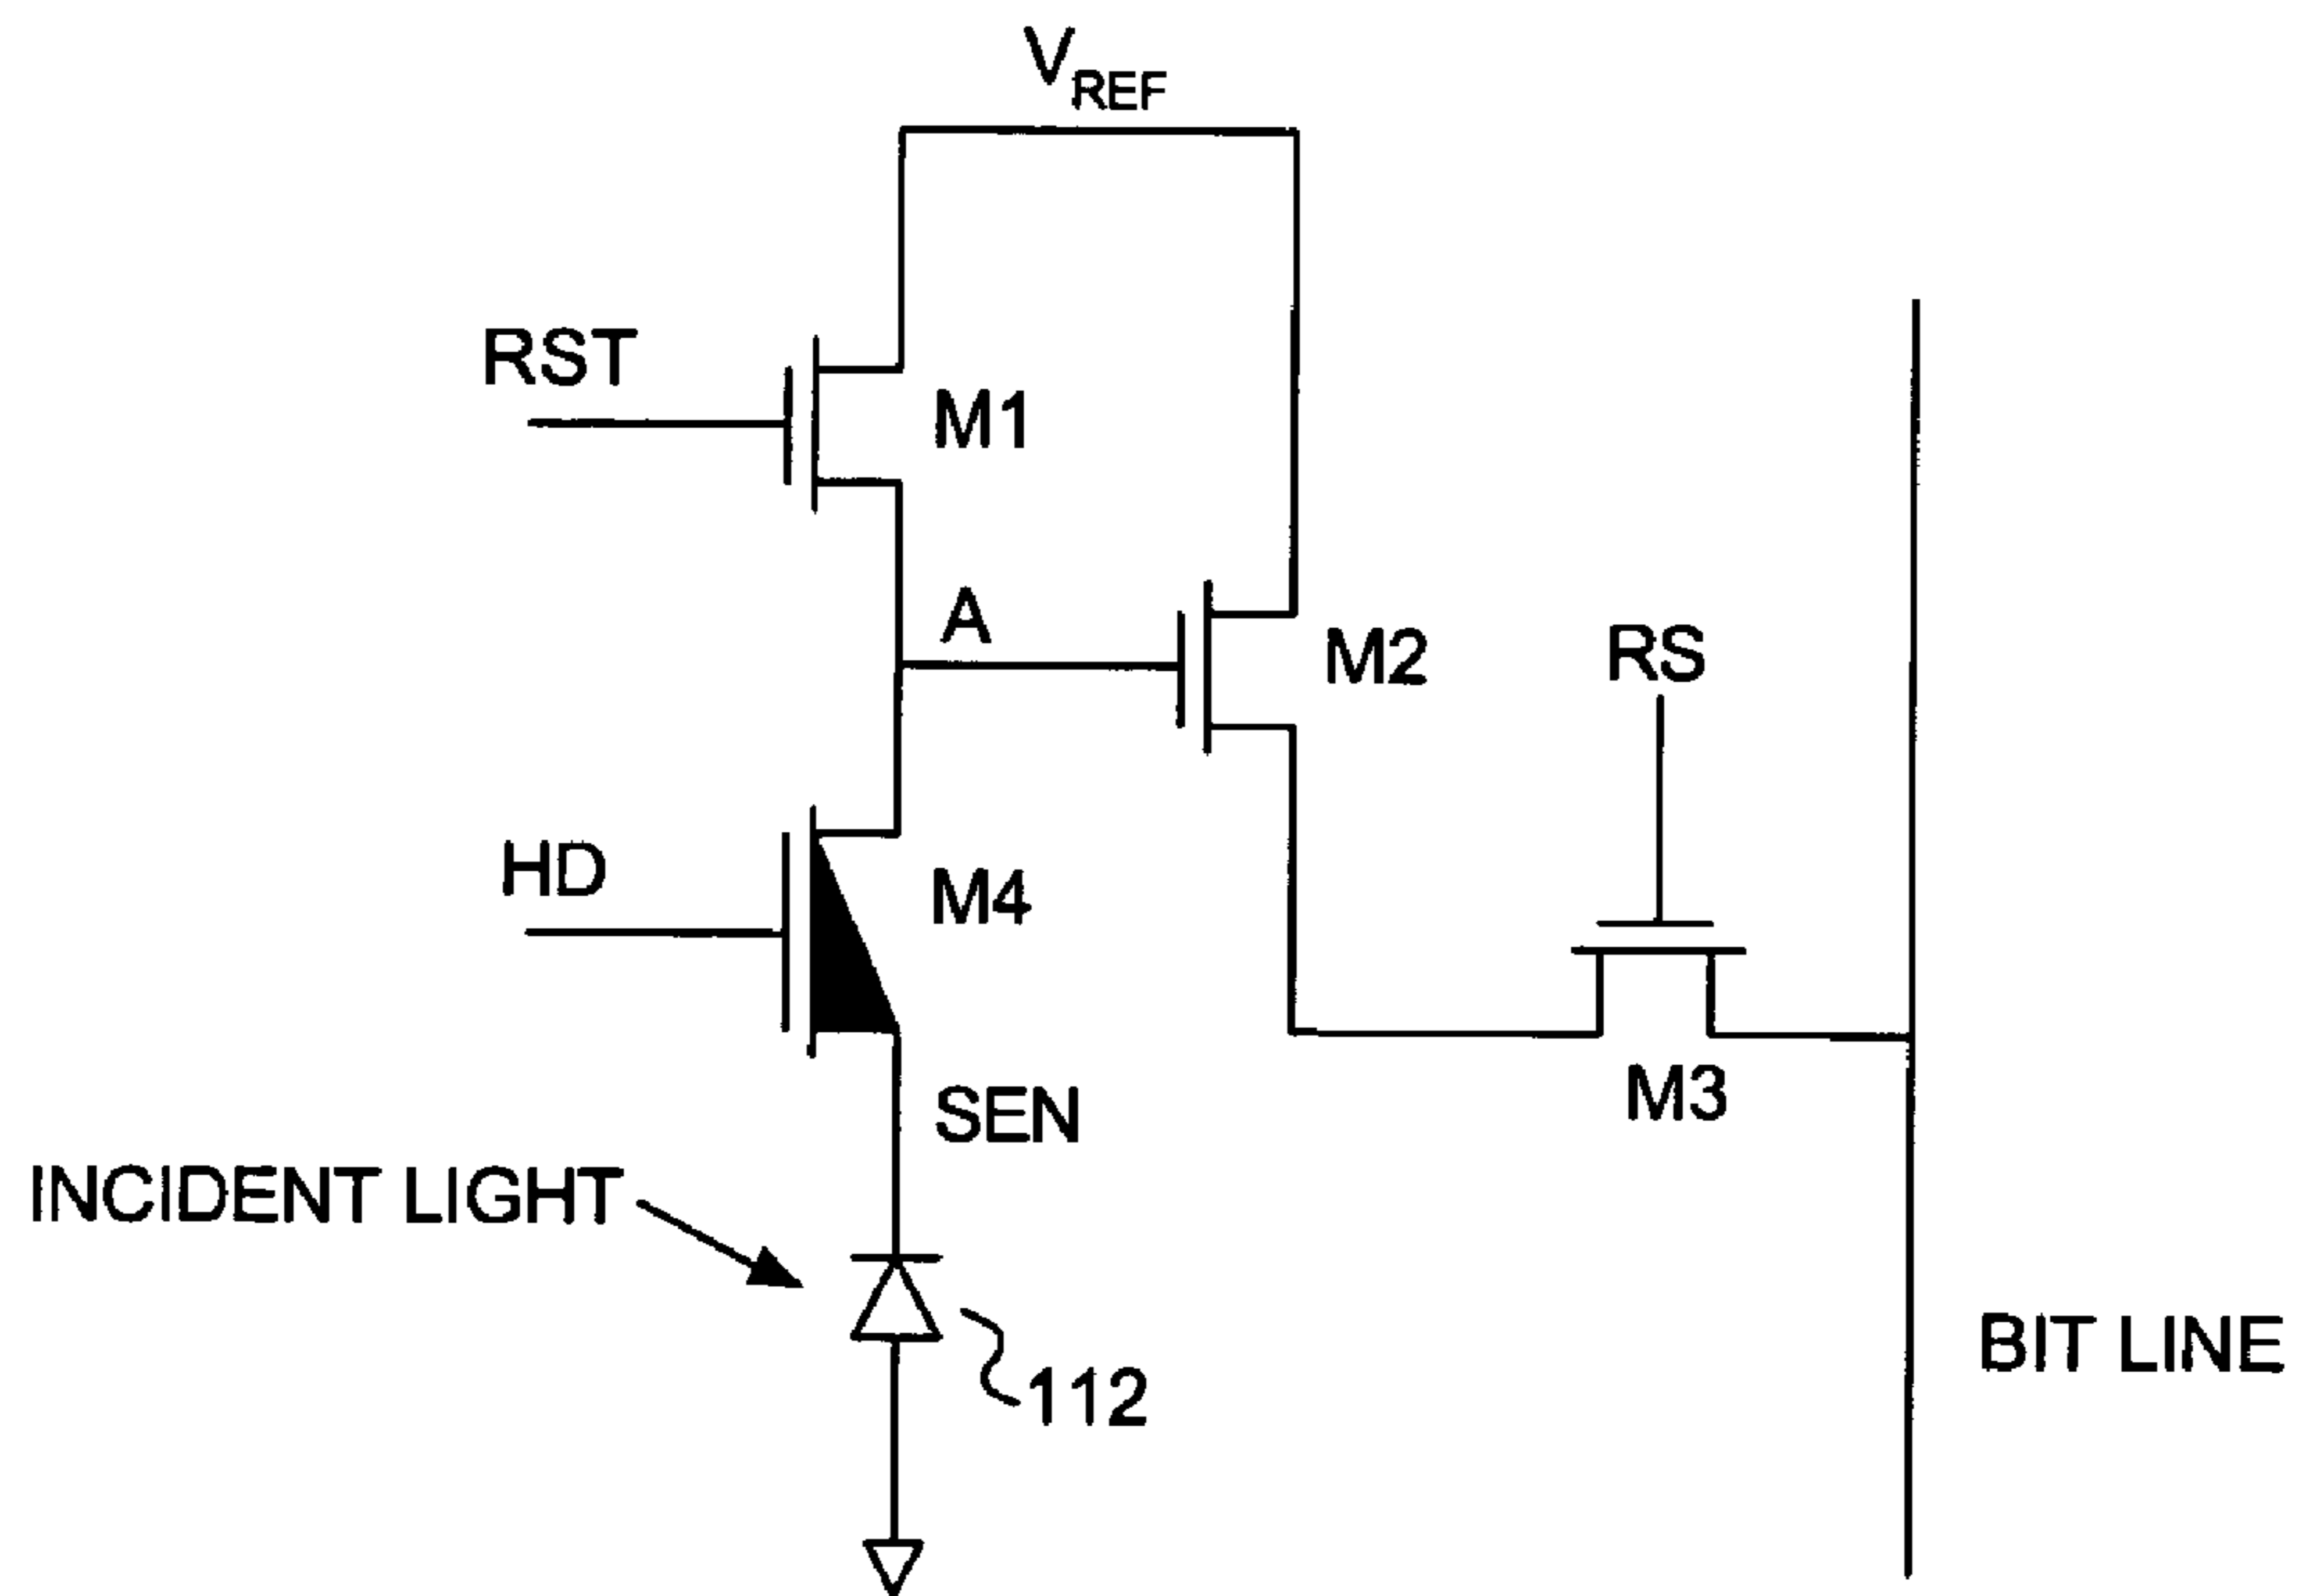 VREF
RST
M1
A
M2
RS
HD
M4
M3
SEN
INCIDENT LIGHT
112
BIT LINE